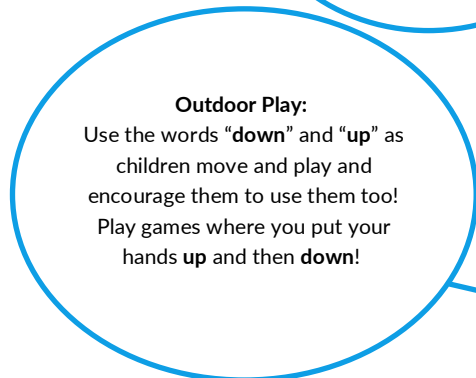 Outdoor Play:
Use the words “down” and “up” as
children move and play and
encourage them to use them too!
Play games where you put your
hands up and then down!